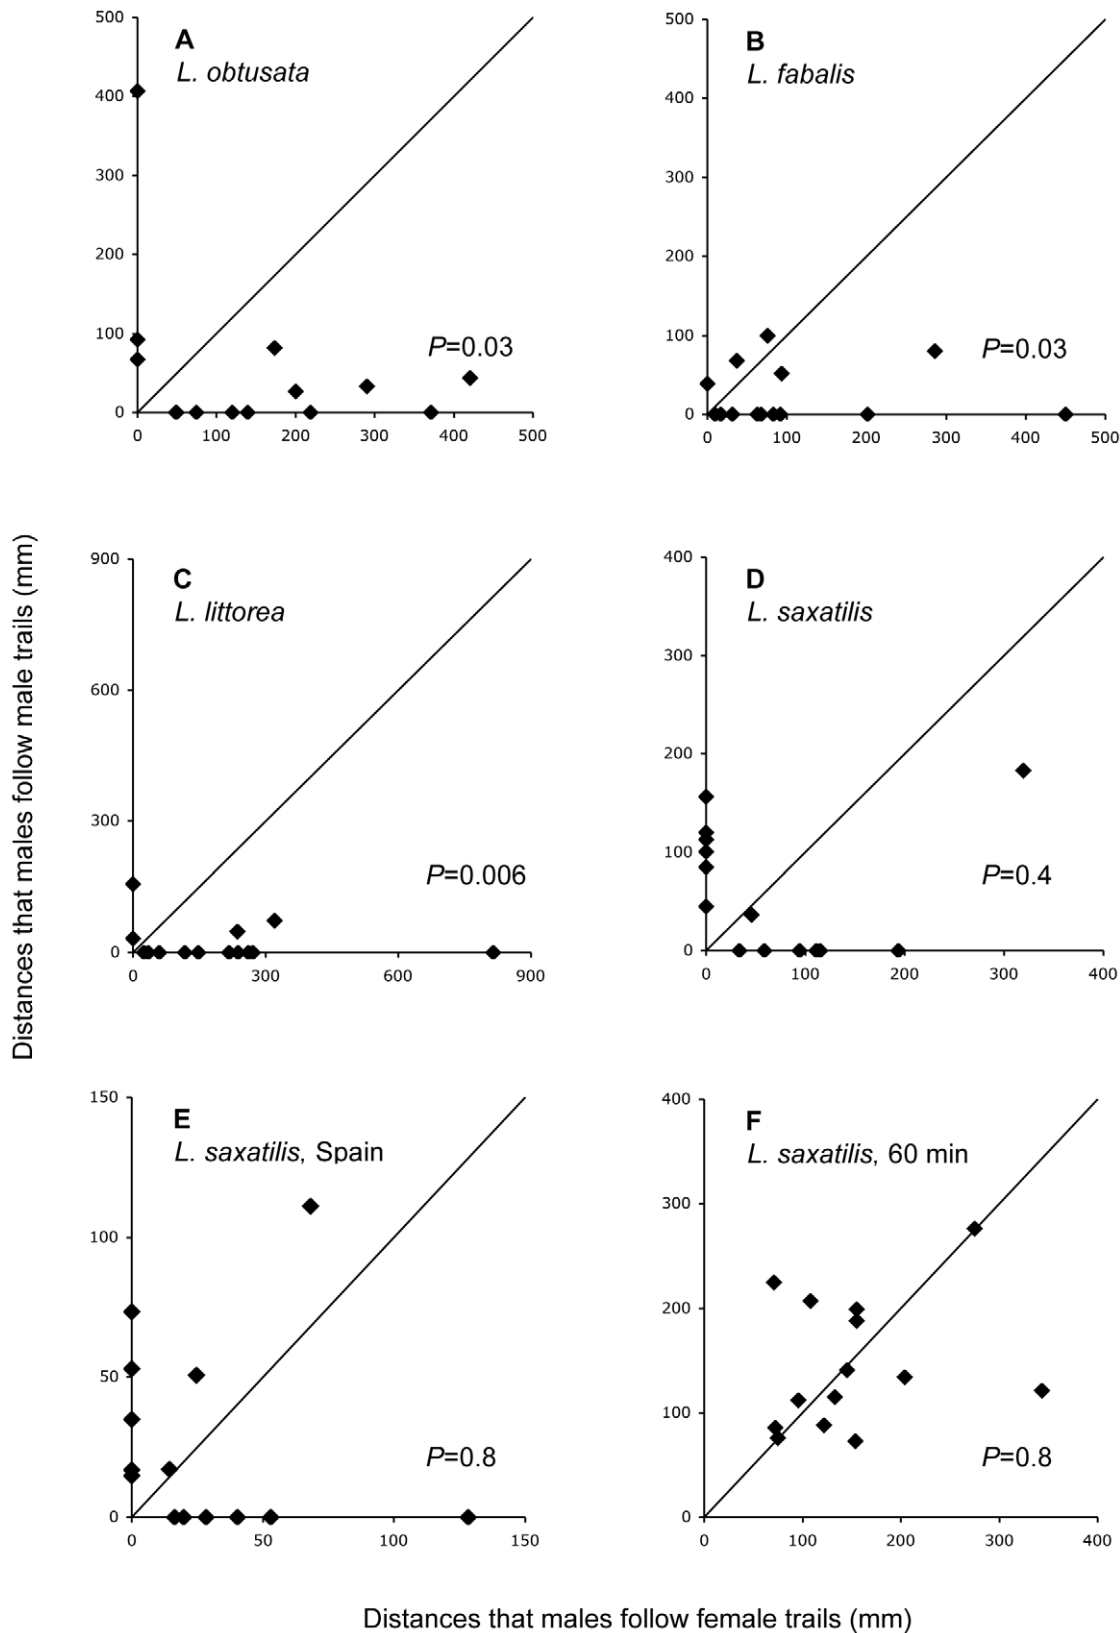 Distances that males follow male trails (mm)
A
L. obtusata
P=0.03
500
400
300
200
100
0
0 100 200 300 400 500
B
L. fabalis
P=0.03
500
400
300
200
100
0
0 100 200 300 400 500
C
L. littorea
P=0.006
900
600
300
0
0 300 600 900
D
L. saxatilis
P=0.4
400
300
200
100
0
0 100 200 300 400
E
L. saxatilis, Spain
P=0.8
150
100
50
0
0 50 100 150
F
L. saxatilis, 60 min
P=0.8
400
300
200
100
0
0 100 200 300 400
Distances that males follow female trails (mm)